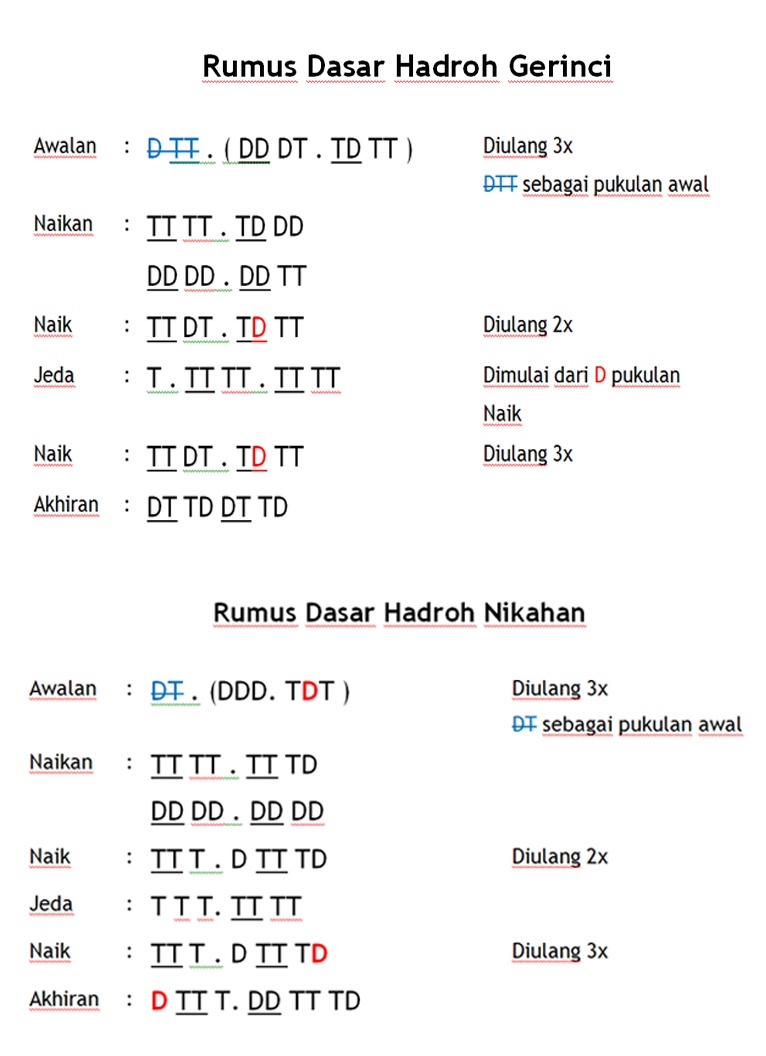 Rumus Dasar Hadroh Gerinci
Awalan : D TT . ( DD DT . TD TT ) Diulang 3x
DTT sebagai pukulan awal
Naikan : TT TT . TD DD
DD DD . DD TT
Naik : TT DT . TD TT Diulang 2x
Jeda : T . TT TT . TT TT Dimulai dari D pukulan
Naik
Naik : TT DT . TD TT Diulang 3x
Akhiran : DT TD DT TD
Rumus Dasar Hadroh Nikahan
Awalan : DT . (DDD. TDT ) Diulang 3x
DT sebagai pukulan awal
Naikan : TT TT . TT TD
DD DD . DD DD
Naik : TT T . D TT TD Diulang 2x
Jeda : T T T. TT TT
Naik : TT T . D TT TD Diulang 3x
Akhiran : D TT T. DD TT TD